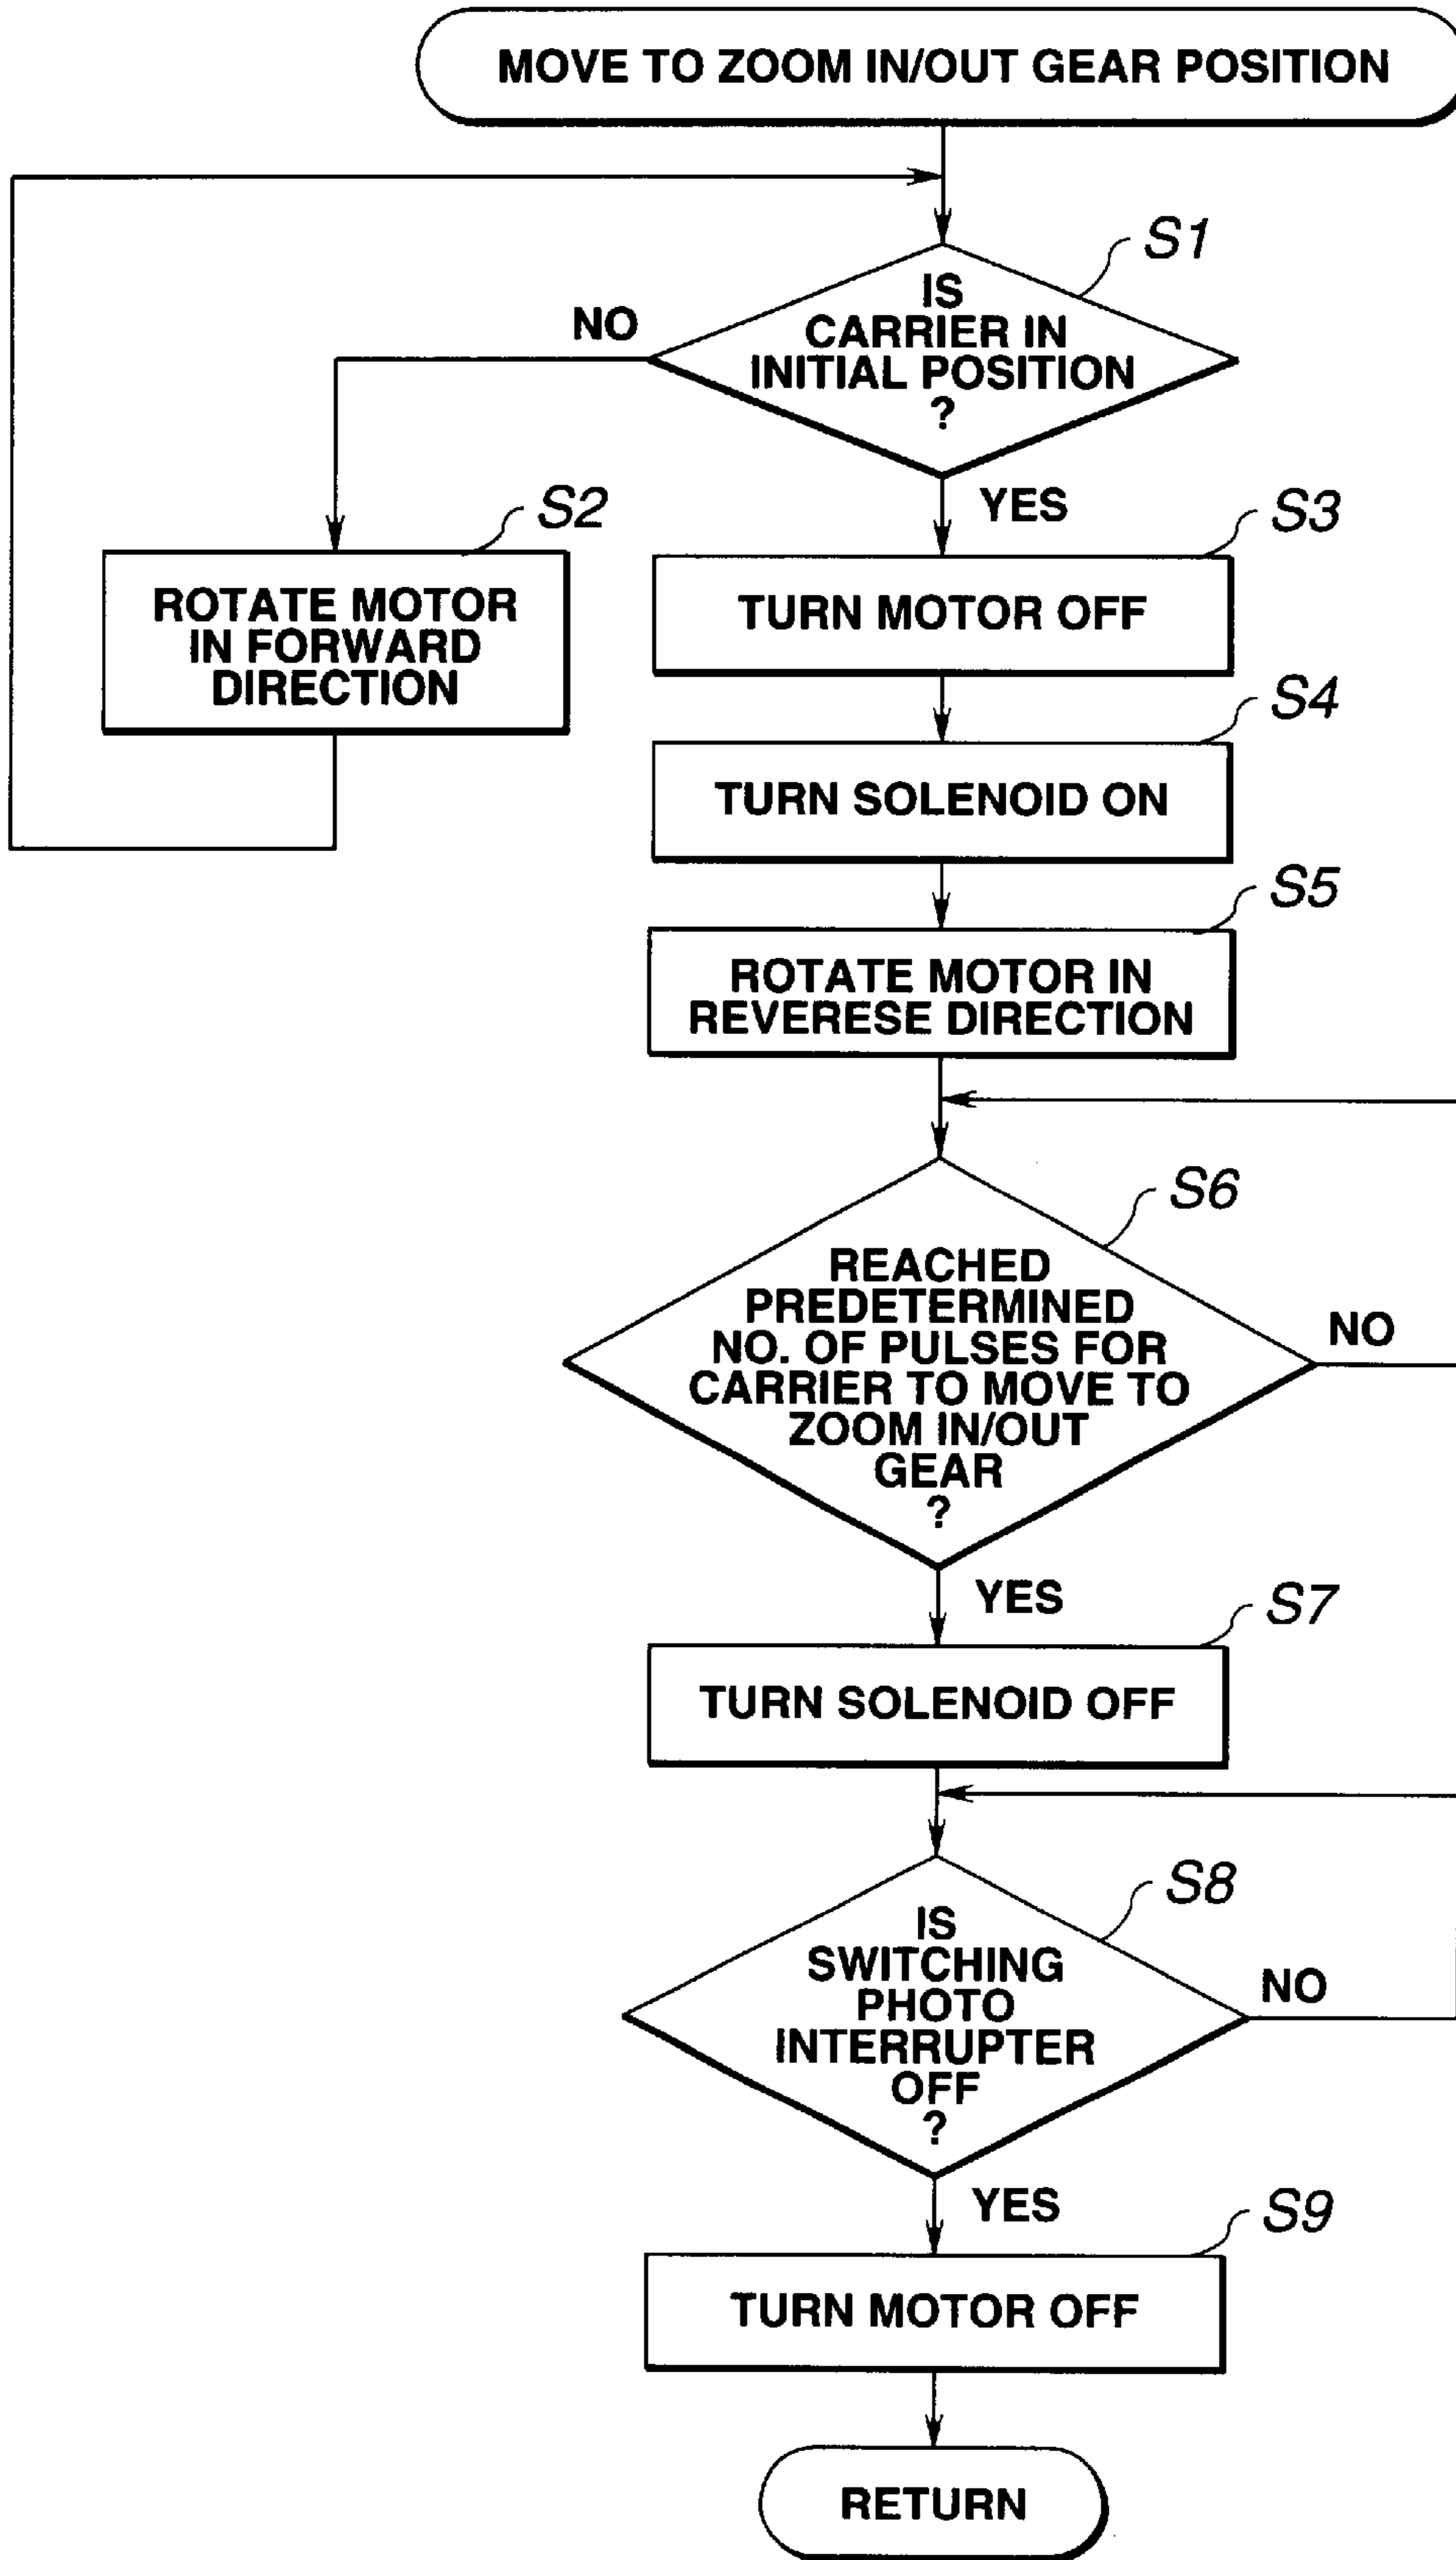 MOVE TO ZOOM IN/OUT GEAR POSITION
S1
IS
CARRIER IN
INITIAL POSITION
?
NO
YES
S2
ROTATE MOTOR
IN FORWARD
DIRECTION
S3
TURN MOTOR OFF
S4
TURN SOLENOID ON
S5
ROTATE MOTOR IN
REVERESE DIRECTION
S6
REACHED
PREDETERMINED
NO. OF PULSES FOR
CARRIER TO MOVE TO
ZOOM IN/OUT
GEAR
?
NO
YES
S7
TURN SOLENOID OFF
S8
IS
SWITCHING
PHOTO
INTERRUPTER
OFF
?
NO
YES
S9
TURN MOTOR OFF
RETURN